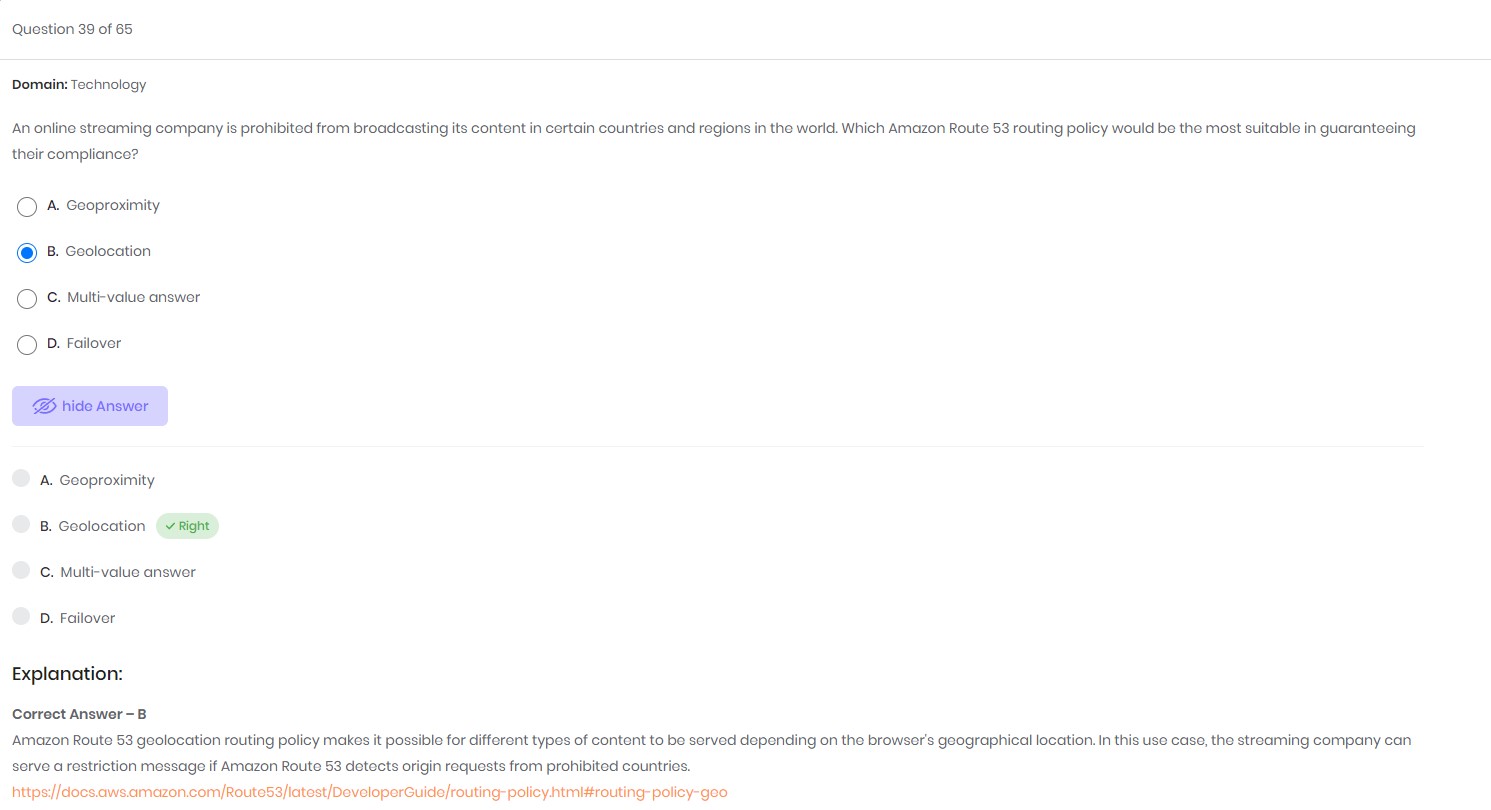 Question 39 of 65
Domain: Technology
An online streaming company is prohibited from broadcasting its content in certain countries and regions in the world. Which Amazon Route 53 routing policy would be the most suitable in guaranteeing
their compliance?
A. Geoproximity
B. Geolocation
C. Multi-value answer
D. Failover
hide Answer
A. Geoproximity
B. Geolocation Right
C. Multi-value answer
D. Failover
Explanation:
Correct Answer – B
Amazon Route 53 geolocation routing policy makes it possible for different types of content to be served depending on the browser's geographical location. In this use case, the streaming company can
serve a restriction message if Amazon Route 53 detects origin requests from prohibited countries.
https://docs.aws.amazon.com/Route53/latest/DeveloperGuide/routing-policy.html#routing-policy-geo